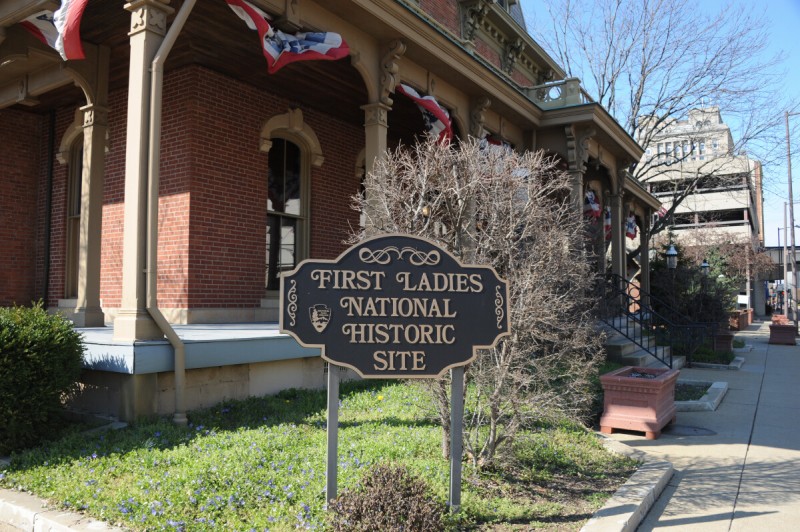 First Ladies
National
Historic
Site